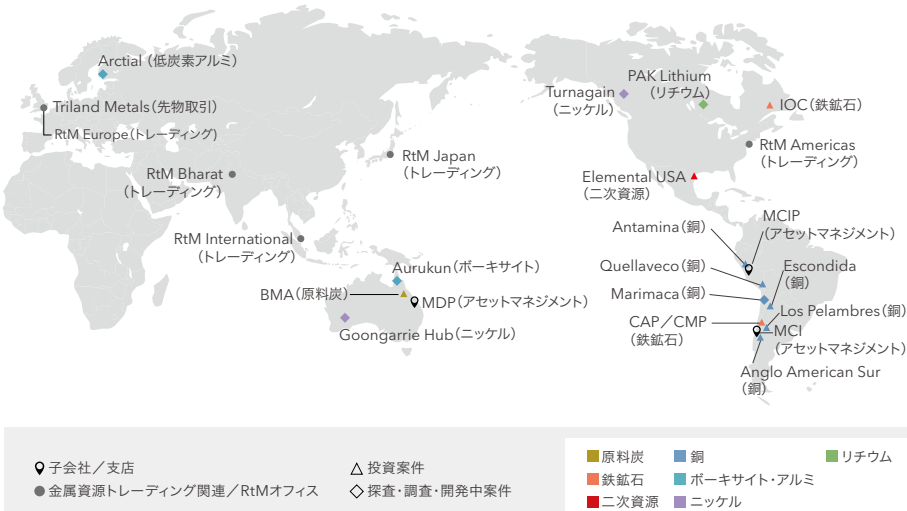 Arctial（低炭素アルミ）
Triland Metals（先物取引）
RtM Europe（トレーディング）
RtM Bharat
（トレーディング）
RtM Japan
（トレーディング）
RtM International
（トレーディング）
Aurukun（ボーキサイト）
BMA（原料炭）
MDP（アセットマネジメント）
Goongarrie Hub（ニッケル）
Turnagain
（ニッケル）
PAK Lithium
（リチウム）
IOC（鉄鉱石）
RtM Americas
（トレーディング）
Elemental USA
（二次資源）
Antamina（銅）
MCIP
（アセットマネジメント）
Quellaveco（銅）
Escondida
（銅）
Marimaca（銅）
Los Pelambres（銅）
CAP／CMP
（鉄鉱石）
MCI
（アセットマネジメント）
Anglo American Sur
（銅）
子会社／支店
投資案件
金属資源トレーディング関連／RtMオフィス
探査・調査・開発中案件
原料炭
銅
リチウム
鉄鉱石
ボーキサイト・アルミ
二次資源
ニッケル